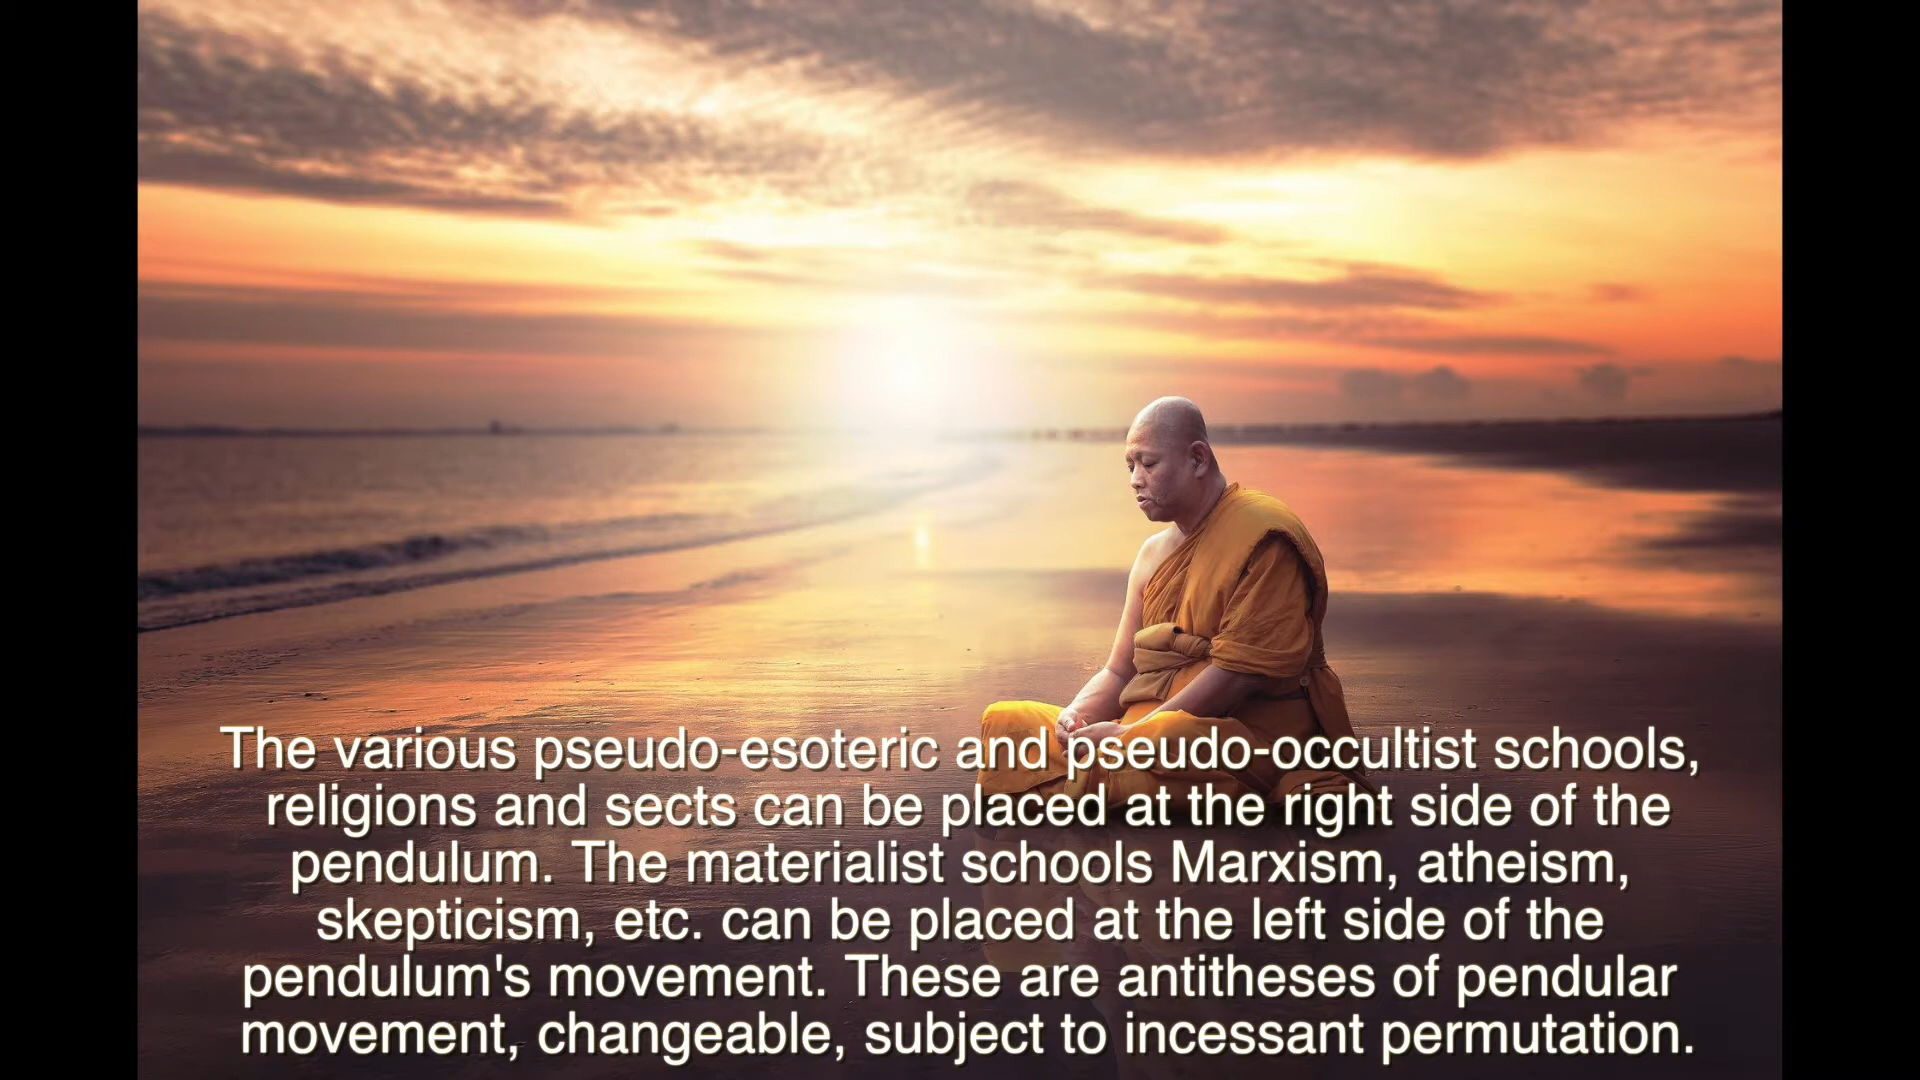 The various pseudo-esoteric and pseudo-occultist schools,
religions and sects can be placed at the right side of the
pendulum. The materialist schools Marxism, atheism,
skepticism, etc. can be placed at the left side of the
pendulum's movement. These are antitheses of pendular
movement, changeable, subject to incessant permutation.